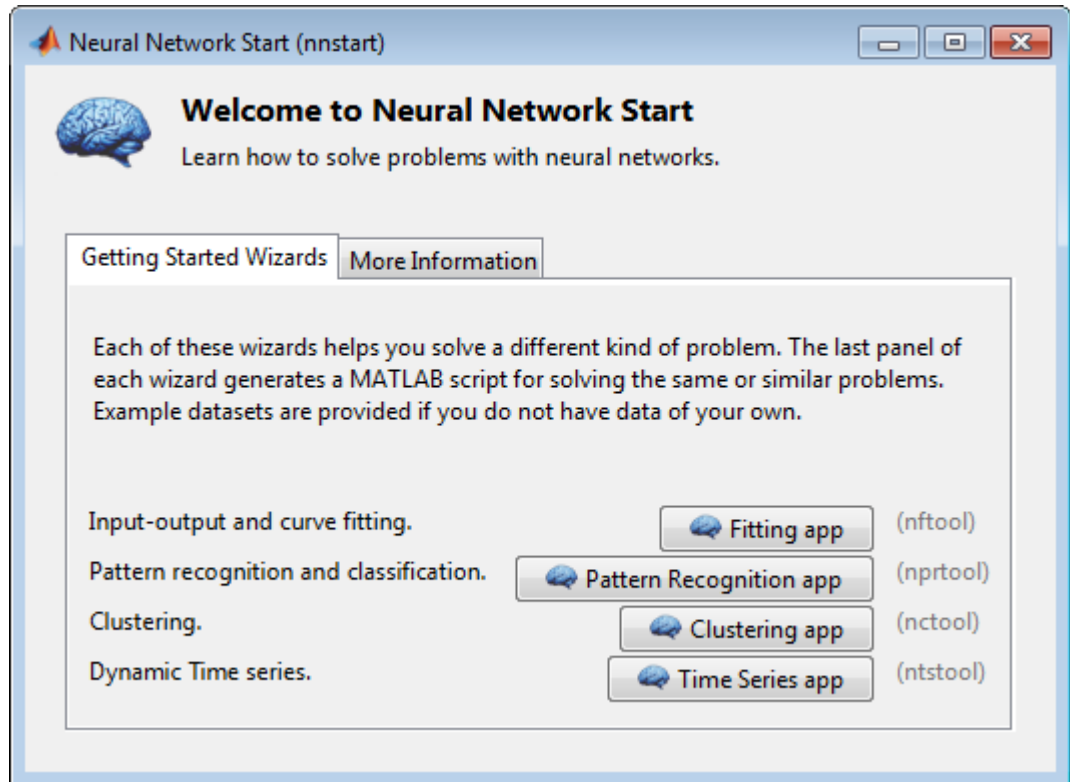 Neural Network Start (nnstart)
Welcome to Neural Network Start
Learn how to solve problems with neural networks.
Getting Started Wizards
More Information
Each of these wizards helps you solve a different kind of problem. The last panel of
each wizard generates a MATLAB script for solving the same or similar problems.
Example datasets are provided if you do not have data of your own.
Input-output and curve fitting. Fitting app (nftool)
Pattern recognition and classification. Pattern Recognition app (nprtool)
Clustering. Clustering app (nctool)
Dynamic Time series. Time Series app (ntstool)